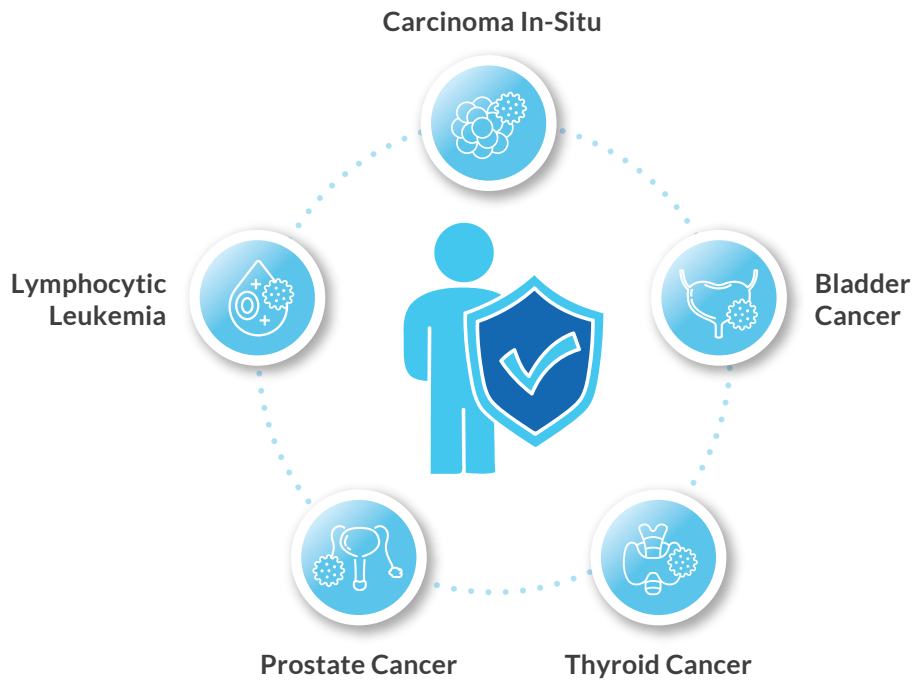 Carcinoma In-Situ
Lymphocytic
Leukemia
Bladder
Cancer
Prostate Cancer
Thyroid Cancer